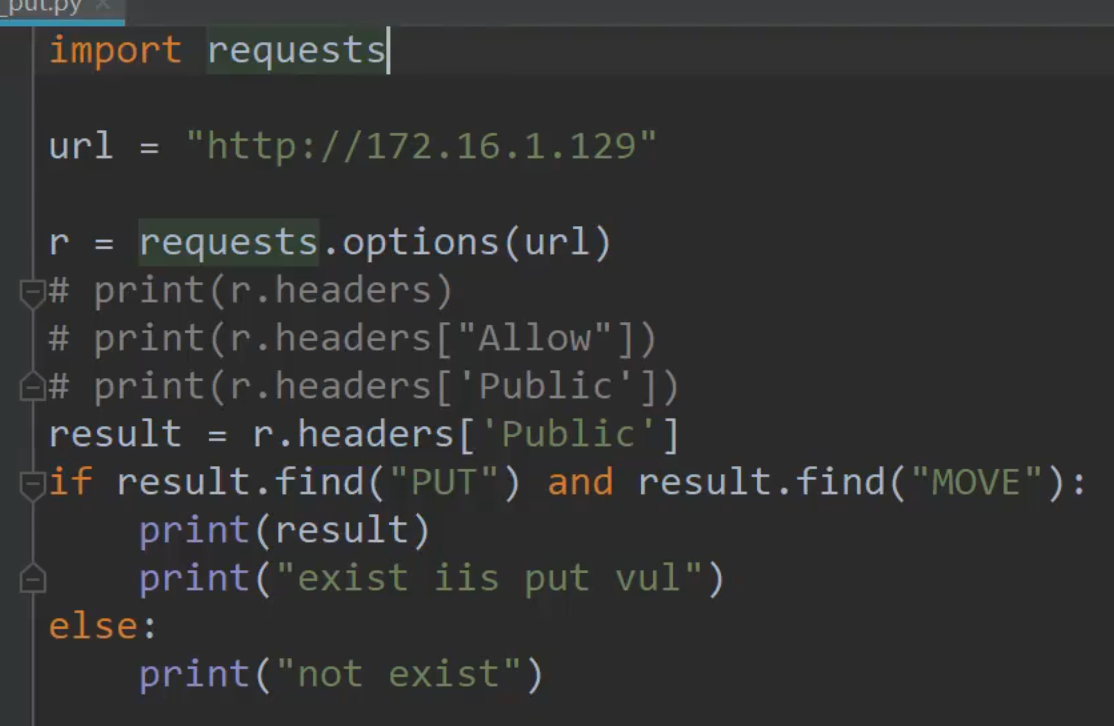 _put.py ×
import requests
url = "http://172.16.1.129"
r = requests.options(url)
# print(r.headers)
# print(r.headers["Allow"])
# print(r.headers['Public'])
result = r.headers['Public']
if result.find("PUT") and result.find("MOVE"):
    print(result)
    print("exist iis put vul")
else:
    print("not exist")